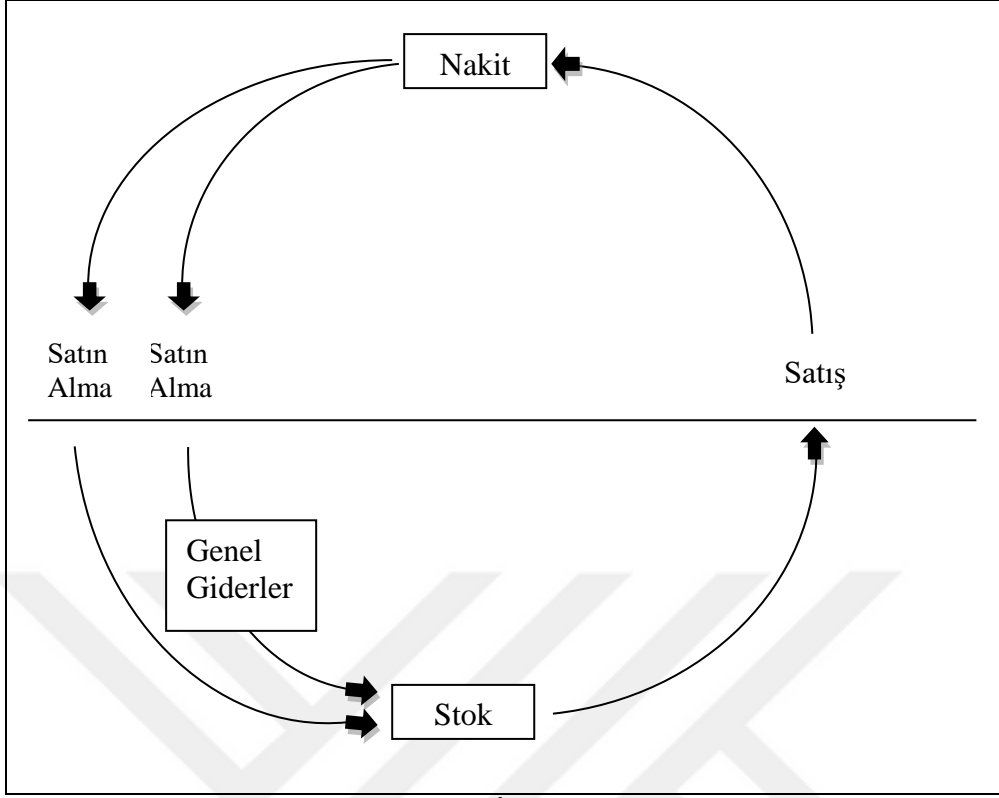 Nakit
Satın
Alma
Satın
Alma
Satış
Genel
Giderler
Stok